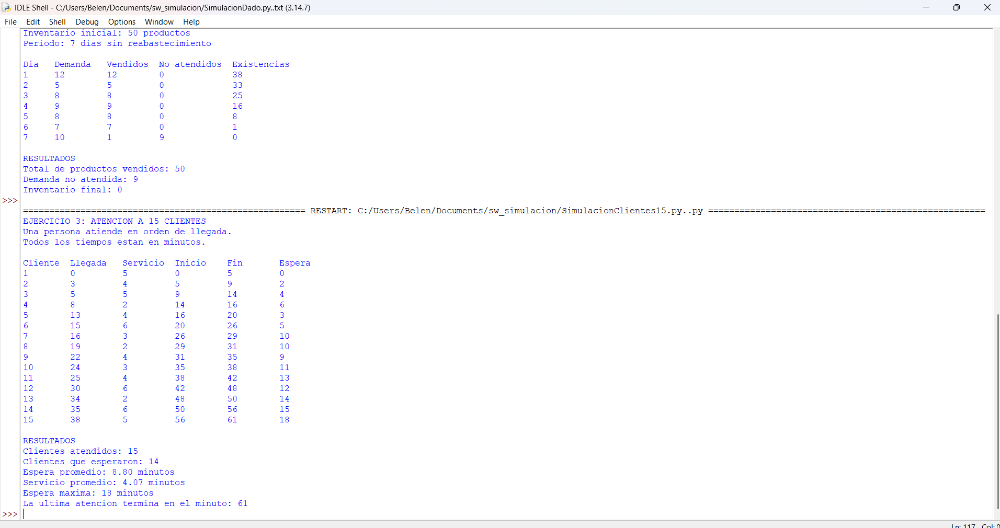 IDLE Shell - C:/Users/Belen/Documents/sw_simulacion/SimulacionDado.py..txt (3.14.7)
File Edit Shell Debug Options Window Help
Inventario inicial: 50 productos
Periodo: 7 dias sin reabastecimiento
Dia Demanda Vendidos No atendidos Existencias
1 12 12 0 38
2 5 5 0 33
3 8 8 0 25
4 9 9 0 16
5 8 8 0 8
6 7 7 0 1
7 10 1 9 0
RESULTADOS
Total de productos vendidos: 50
Demanda no atendida: 9
Inventario final: 0
>>>
====================================================== RESTART: C:/Users/Belen/Documents/sw_simulacion/SimulacionClientes15.py..py =====================================================
EJERCICIO 3: ATENCION A 15 CLIENTES
Una persona atiende en orden de llegada.
Todos los tiempos estan en minutos.
Cliente Llegada Servicio Inicio Fin Espera
1 0 5 0 5 0
2 3 4 5 9 2
3 5 5 9 14 4
4 8 2 14 16 6
5 13 4 16 20 3
6 15 6 20 26 5
7 16 3 26 29 10
8 19 2 29 31 10
9 22 4 31 35 9
10 24 3 35 38 11
11 25 4 38 42 13
12 30 6 42 48 12
13 34 2 48 50 14
14 35 6 50 56 15
15 38 5 56 61 18
RESULTADOS
Clientes atendidos: 15
Clientes que esperaron: 14
Espera promedio: 8.80 minutos
Servicio promedio: 4.07 minutos
Espera maxima: 18 minutos
La ultima atencion termina en el minuto: 61
>>>
Ln: 117 Col: 0